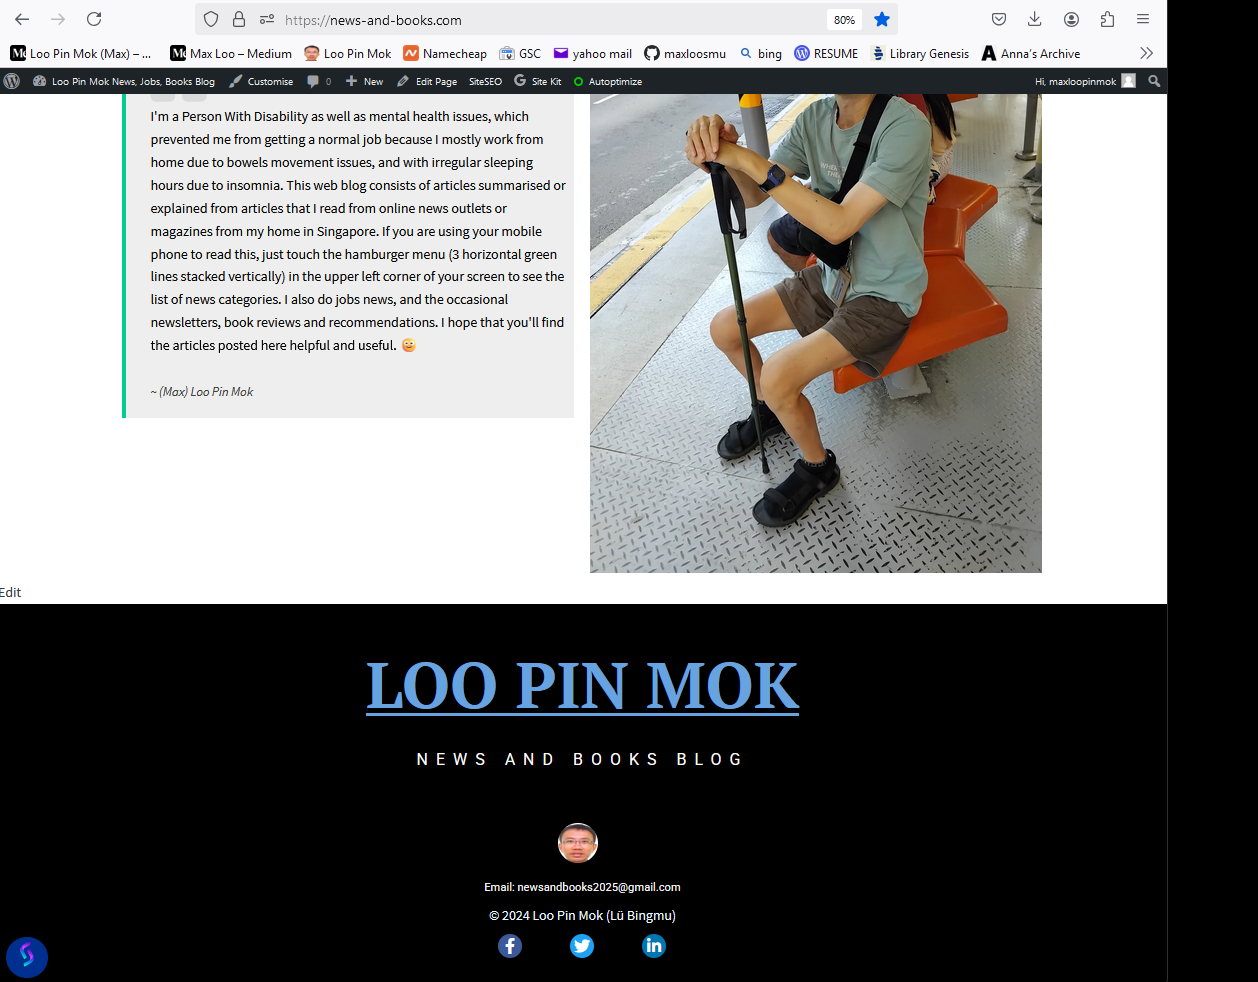 https://news-and-books.com
80%
Loo Pin Mok (Max) – ...
Max Loo – Medium
Loo Pin Mok
Namecheap
GSC
yahoo mail
maxloosmu
bing
RESUME
Library Genesis
Anna's Archive
Loo Pin Mok News, Jobs, Books Blog
Customise
0
New
Edit Page
SiteSEO
Site Kit
Autoptimize
Hi, maxloopinmok
I'm a Person With Disability as well as mental health issues, which
prevented me from getting a normal job because I mostly work from
home due to bowels movement issues, and with irregular sleeping
hours due to insomnia. This web blog consists of articles summarised or
explained from articles that I read from online news outlets or
magazines from my home in Singapore. If you are using your mobile
phone to read this, just touch the hamburger menu (3 horizontal green
lines stacked vertically) in the upper left corner of your screen to see the
list of news categories. I also do jobs news, and the occasional
newsletters, book reviews and recommendations. I hope that you'll find
the articles posted here helpful and useful. 😅
~ (Max) Loo Pin Mok
Edit
LOO PIN MOK
NEWS AND BOOKS BLOG
Email: newsandbooks2025@gmail.com
© 2024 Loo Pin Mok (Lü Bingmu)